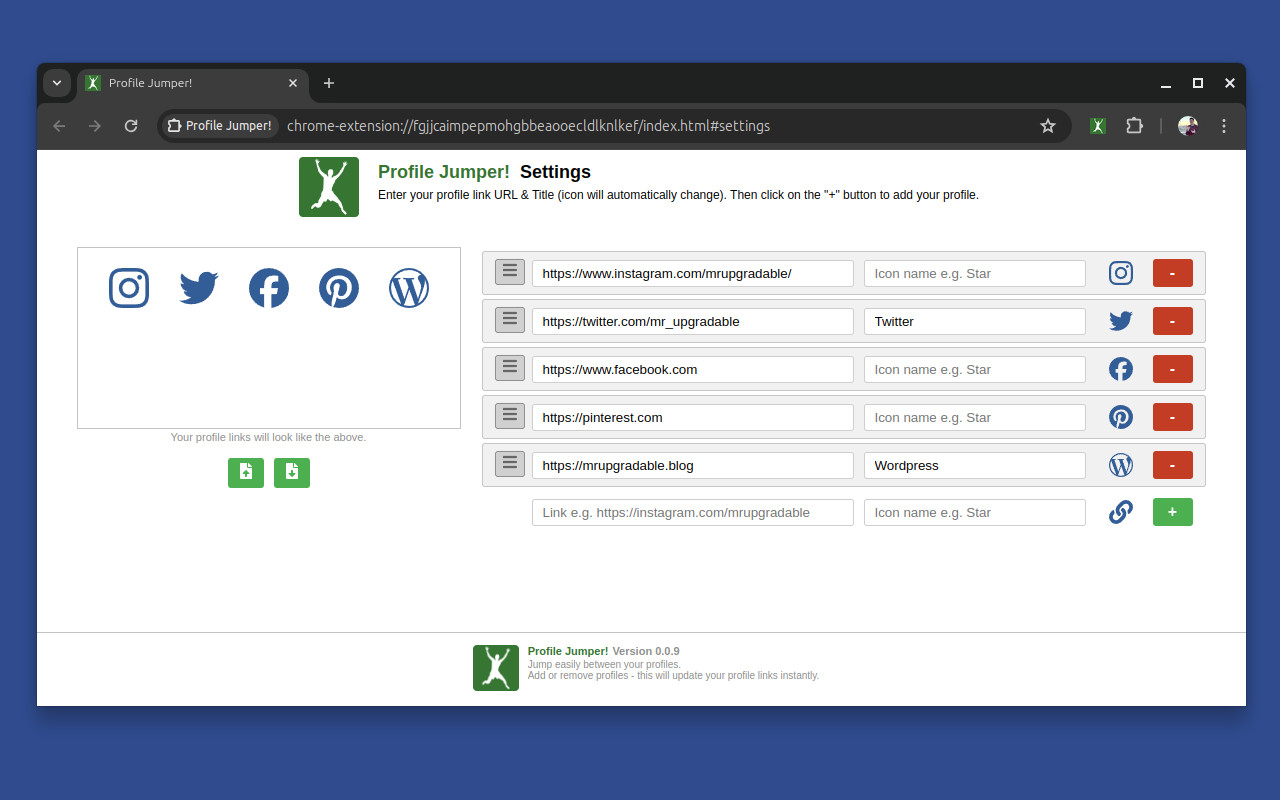 Profile Jumper!
Profile Jumper! chrome-extension://fgjjcaimpepmohgbbeaooecldlknlkef/index.html#settings
Profile Jumper! Settings
Enter your profile link URL & Title (icon will automatically change). Then click on the "+" button to add your profile.
https://www.instagram.com/mrupgradable/ Icon name e.g. Star -
https://twitter.com/mr_upgradable Twitter -
https://www.facebook.com Icon name e.g. Star -
https://pinterest.com Icon name e.g. Star -
Your profile links will look like the above.
https://mrupgradable.blog Wordpress -
Link e.g. https://instagram.com/mrupgradable Icon name e.g. Star +
Profile Jumper! Version 0.0.9
Jump easily between your profiles.
Add or remove profiles - this will update your profile links instantly.